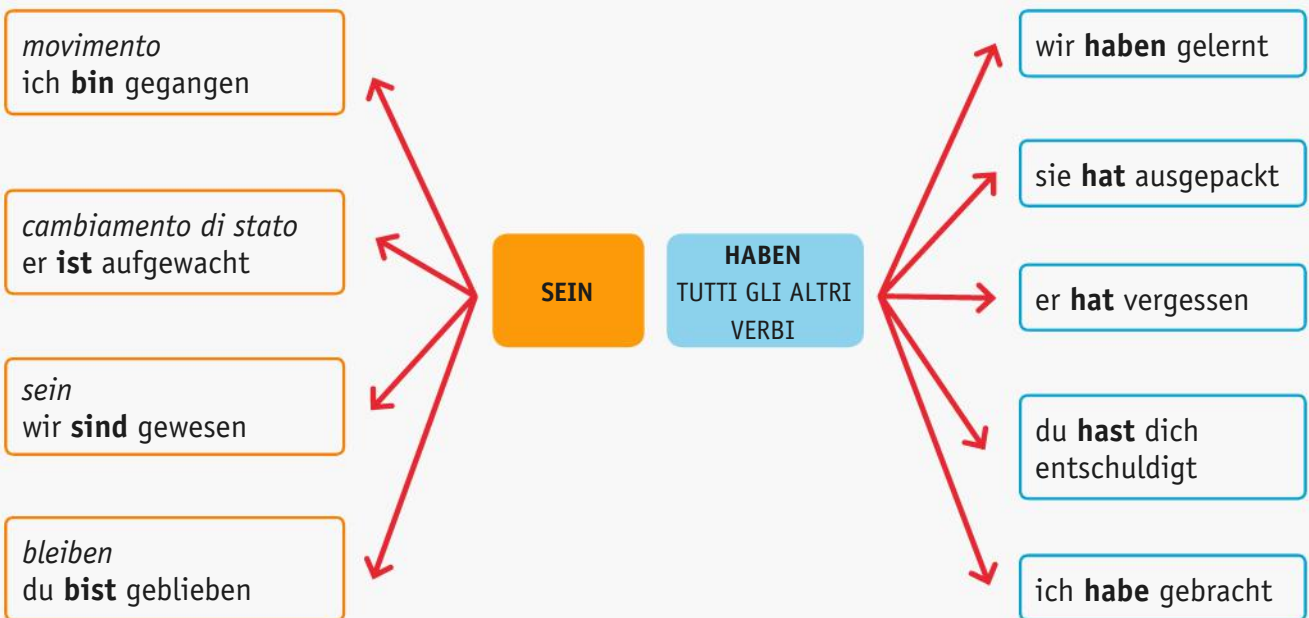 movimento
ich bin gegangen
cambiamento di stato
er ist aufgewacht
sein
wir sind gewesen
bleiben
du bist geblieben
SEIN
HABEN
TUTTI GLI ALTRI
VERBI
wir haben gelernt
sie hat ausgepackt
er hat vergessen
du hast dich
entschuldigt
ich habe gebracht